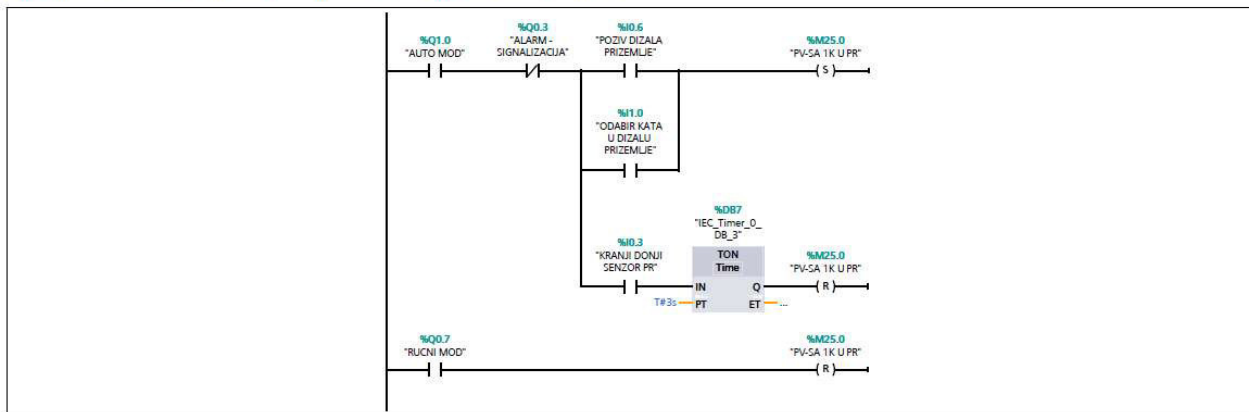 %Q1.0
"AUTO MOD"
%Q0.3
"ALARM -
SIGNALIZACIJA"
%I0.6
"POZIV DIZALA
PRIZEMLJE"
%M25.0
"PV-SA 1K U PR"
S
%I1.0
"ODABIR KATA
U DIZALU
PRIZEMLJE"
%I0.3
"KRANJI DONJI
SENZOR PR"
%DB7
"IEC_Timer_0_
DB_3"
TON
Time
IN Q
T#3s PT ET ...
%M25.0
"PV-SA 1K U PR"
R
%Q0.7
"RUCNI MOD"
%M25.0
"PV-SA 1K U PR"
R